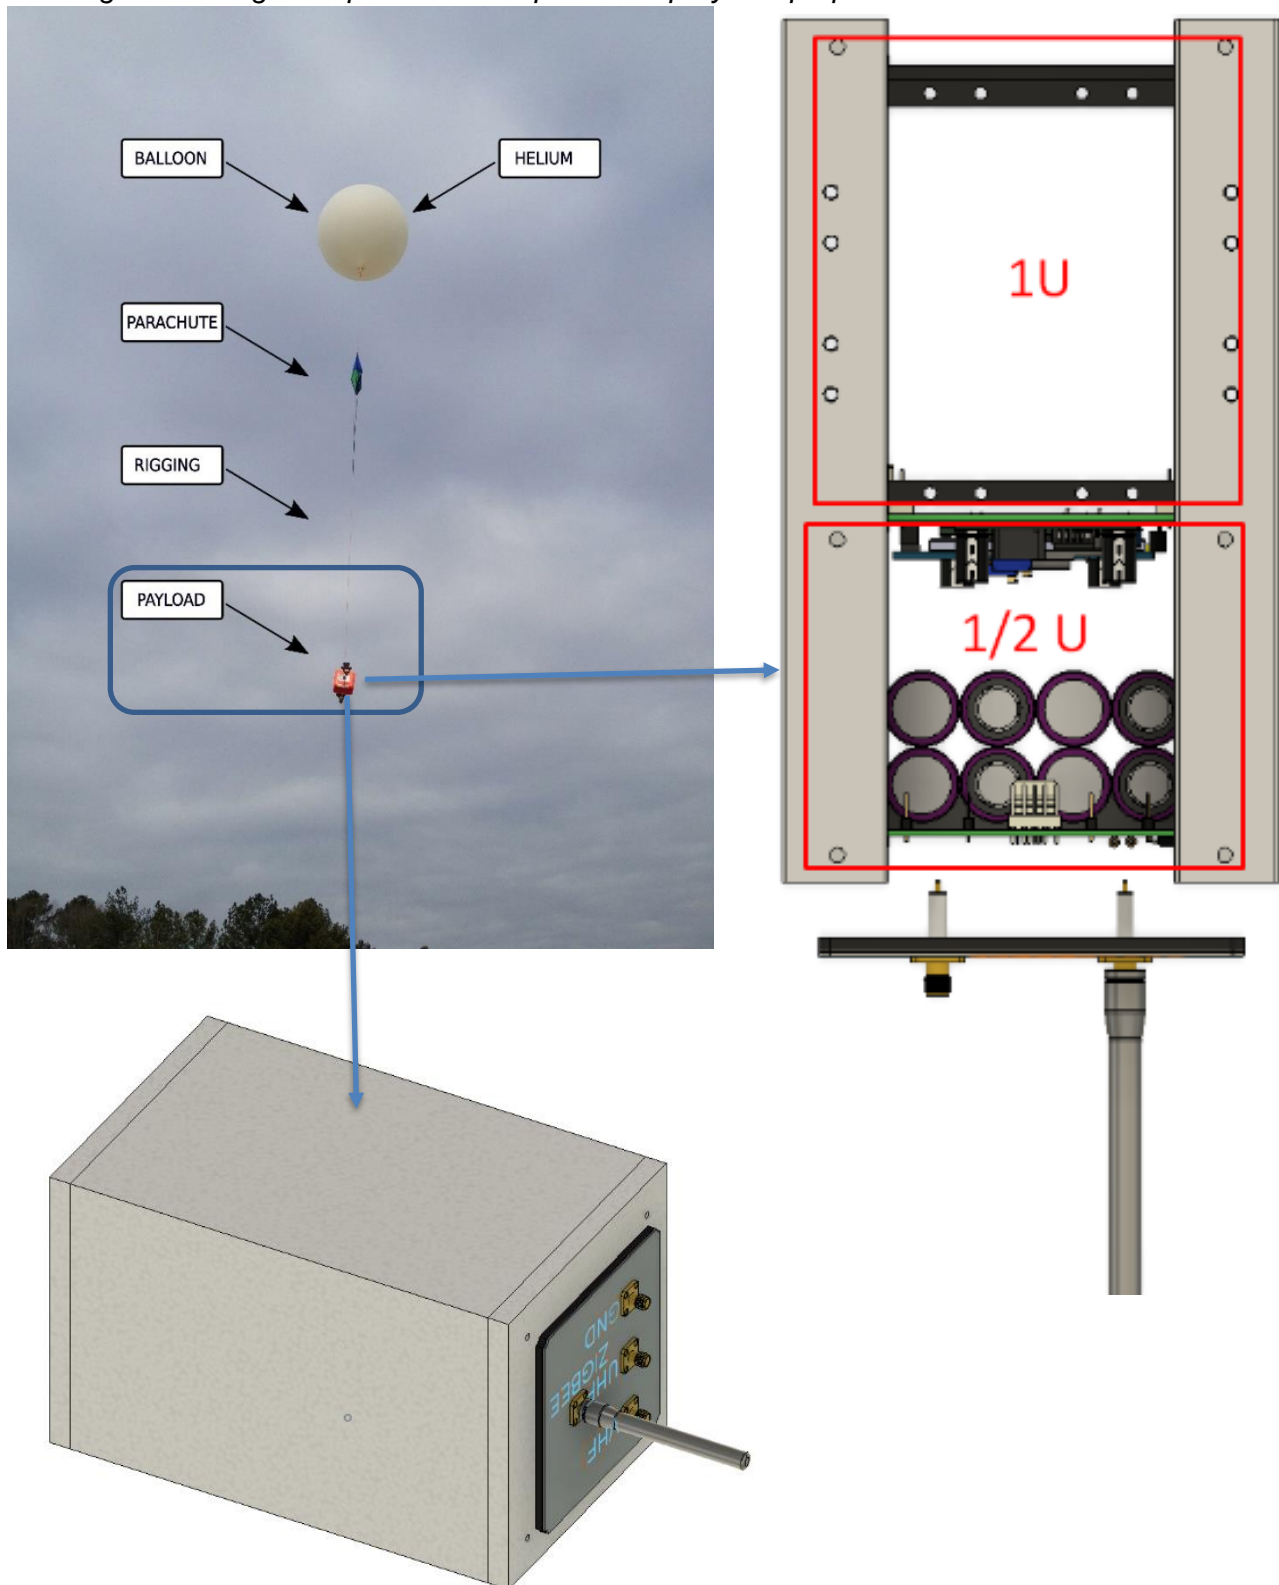 BALLOON
HELIUM
PARACHUTE
RIGGING
PAYLOAD
1U
1/2 U
GND
ZIGBEE
UHF
VHF